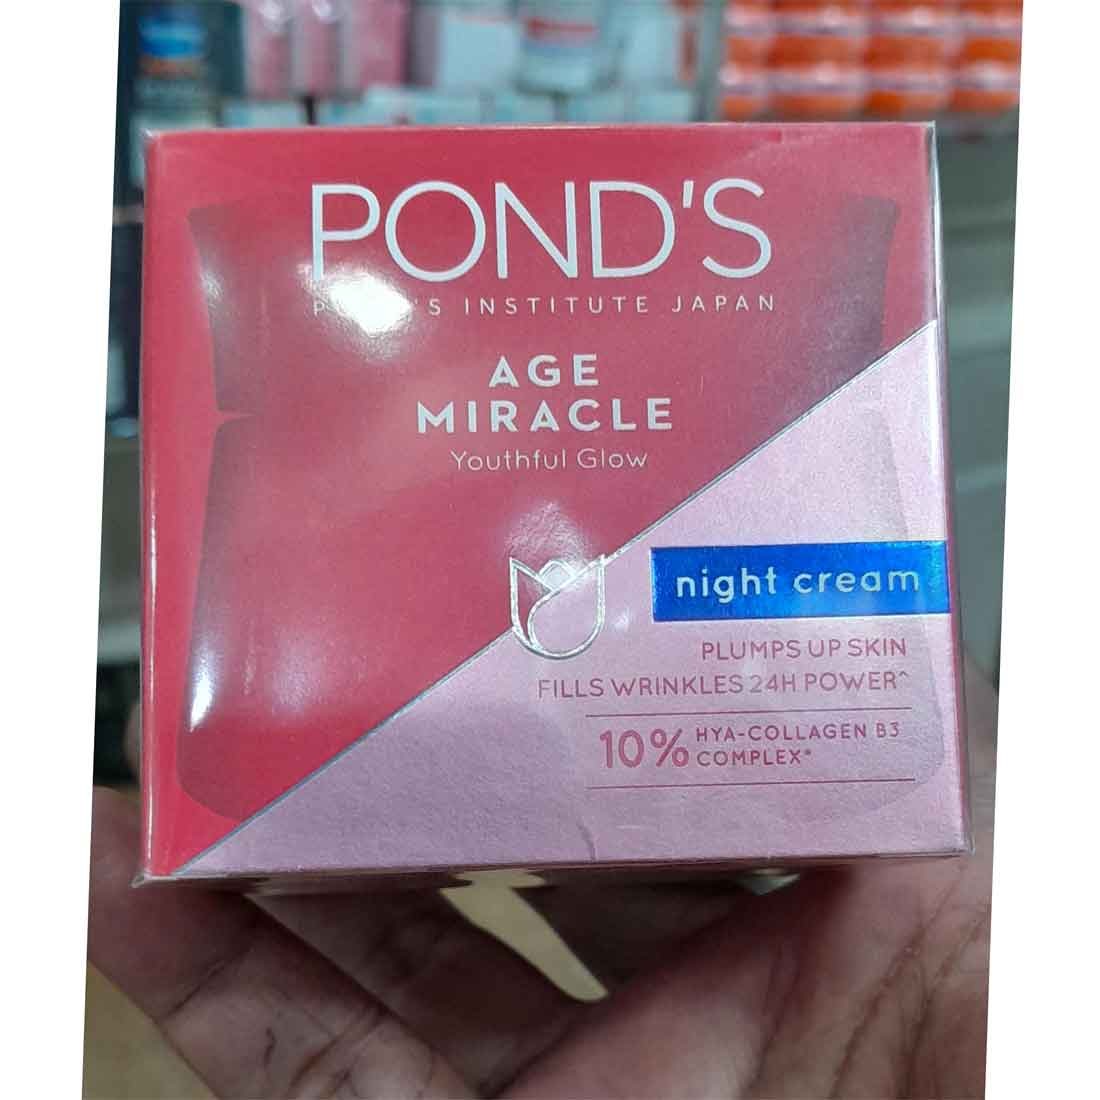 POND'S
POND'S INSTITUTE JAPAN
AGE
MIRACLE
Youthful Glow
night cream
PLUMPS UP SKIN
FILLS WRINKLES 24H POWER^
10% HYA-COLLAGEN B3
COMPLEX*